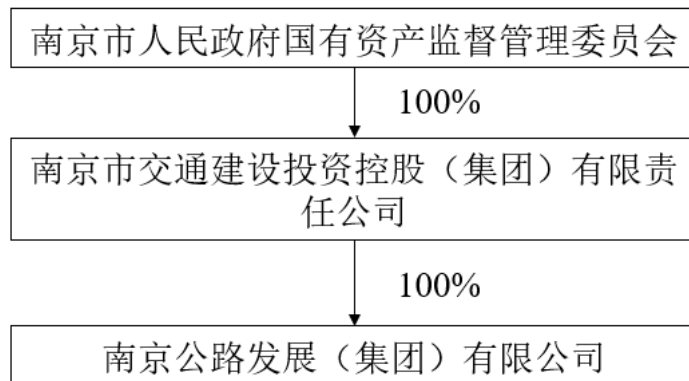 南京市人民政府国有资产监督管理委员会
100%
南京市交通建设投资控股（集团）有限责
任公司
100%
南京公路发展（集团）有限公司